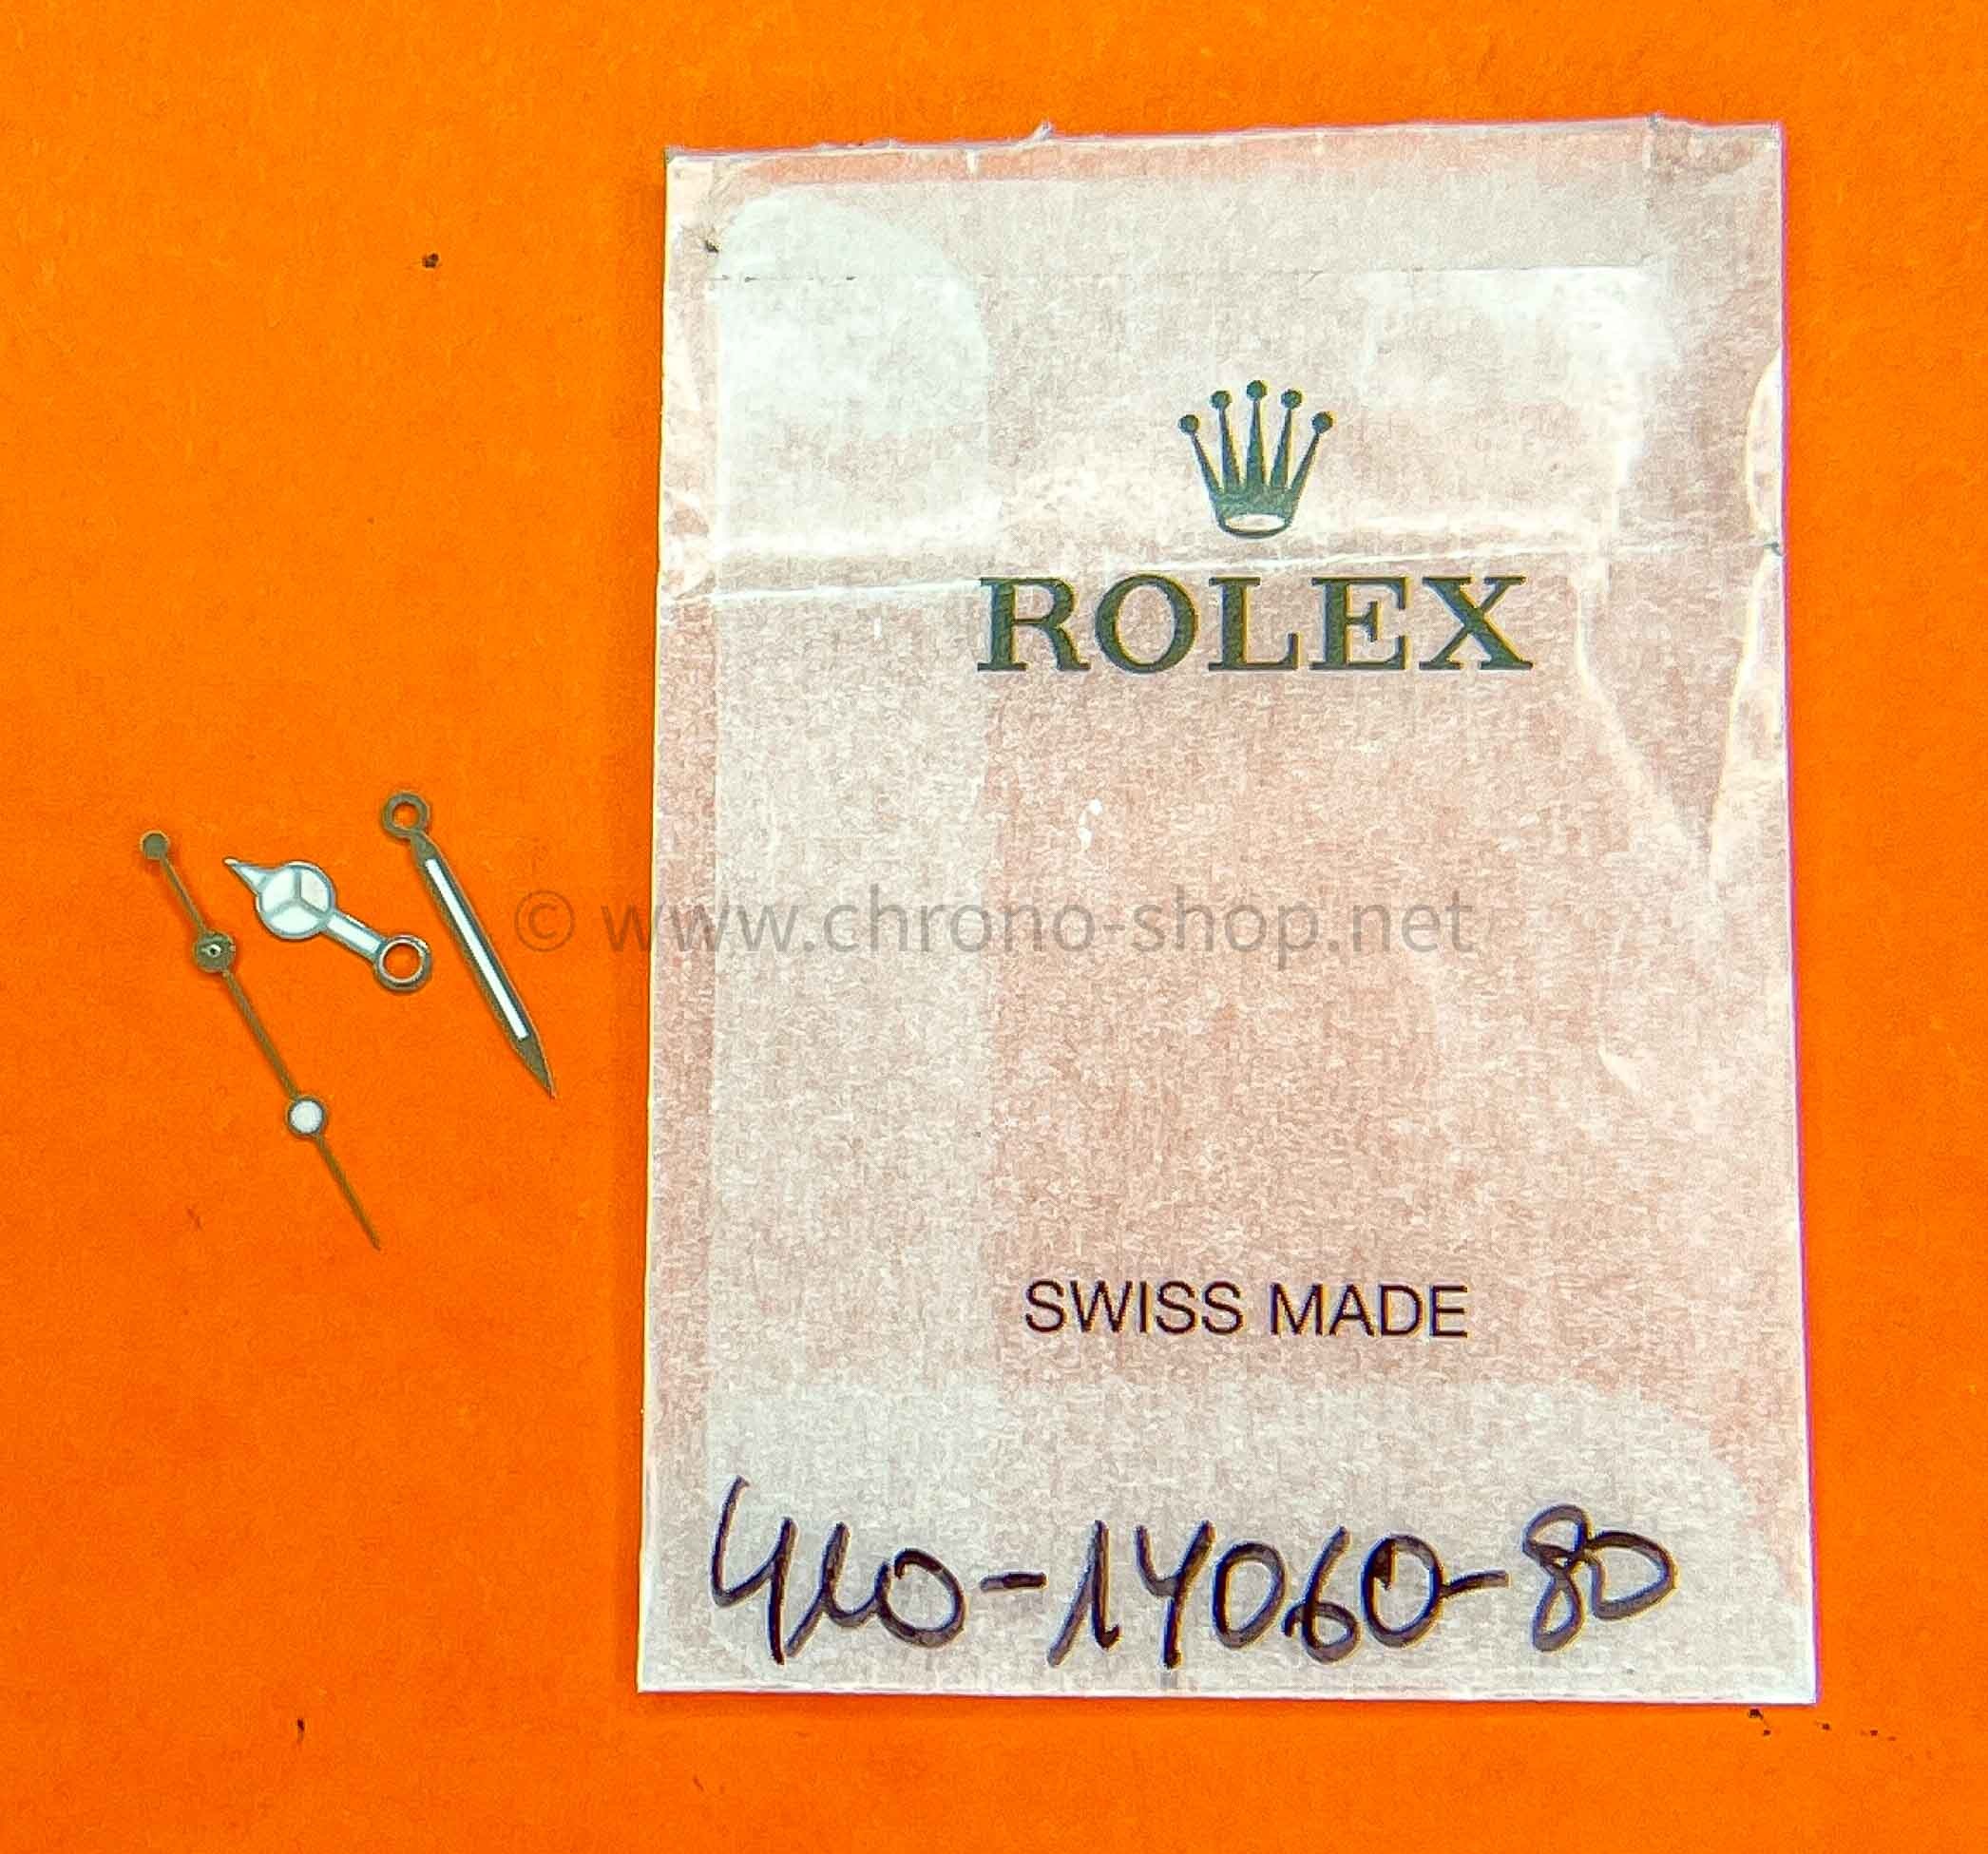 ROLEX
© www.chrono-shop.net
SWISS MADE
410-14060-80